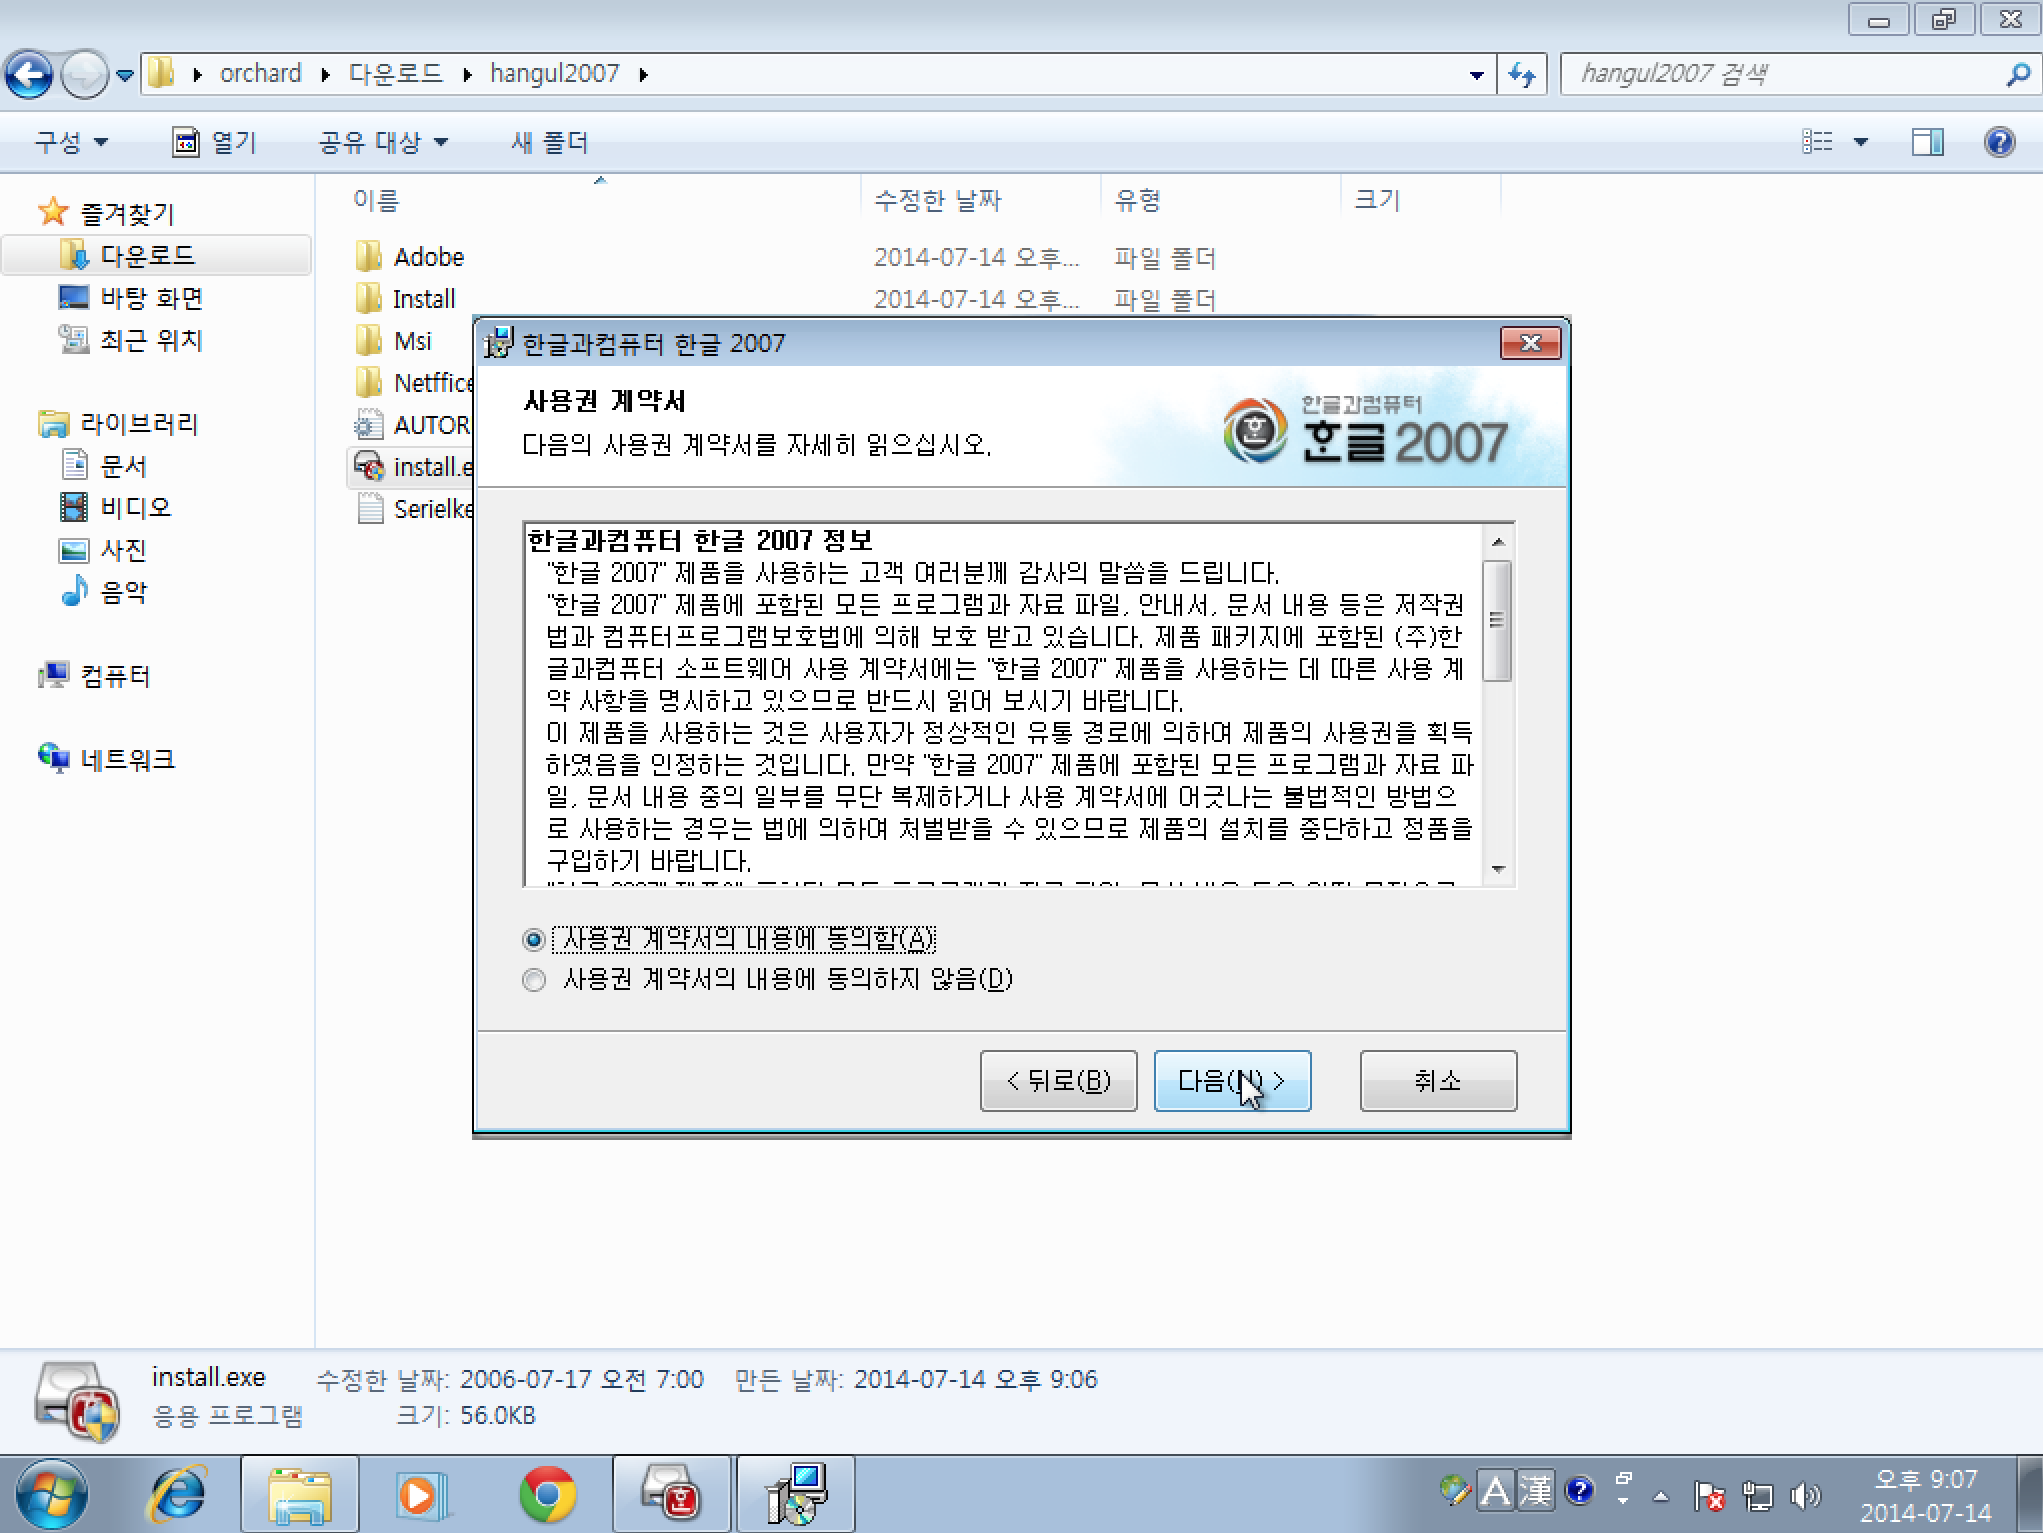 orchard ▸ 다운로드 ▸ hangul2007 ▸
hangul2007 검색
구성 열기 공유 대상 새 폴더
이름 수정한 날짜 유형 크기
즐겨찾기
다운로드
바탕 화면
최근 위치
라이브러리
문서
비디오
사진
음악
컴퓨터
네트워크
Adobe 2014-07-14 오후... 파일 폴더
Install 2014-07-14 오후... 파일 폴더
Msi
Netffice
AUTOR
install.e
Serielke
한글과컴퓨터 한글 2007
사용권 계약서
다음의 사용권 계약서를 자세히 읽으십시오.
한글과컴퓨터
한글 2007
한글과컴퓨터 한글 2007 정보
"한글 2007" 제품을 사용하는 고객 여러분께 감사의 말씀을 드립니다.
"한글 2007" 제품에 포함된 모든 프로그램과 자료 파일, 안내서, 문서 내용 등은 저작권
법과 컴퓨터프로그램보호법에 의해 보호 받고 있습니다. 제품 패키지에 포함된 (주)한
글과컴퓨터 소프트웨어 사용 계약서에는 "한글 2007" 제품을 사용하는 데 따른 사용 계
약 사항을 명시하고 있으므로 반드시 읽어 보시기 바랍니다.
이 제품을 사용하는 것은 사용자가 정상적인 유통 경로에 의하여 제품의 사용권을 획득
하였음을 인정하는 것입니다. 만약 "한글 2007" 제품에 포함된 모든 프로그램과 자료 파
일, 문서 내용 중의 일부를 무단 복제하거나 사용 계약서에 어긋나는 불법적인 방법으
로 사용하는 경우는 법에 의하여 처벌받을 수 있으므로 제품의 설치를 중단하고 정품을
구입하기 바랍니다.
사용권 계약서의 내용에 동의함(A)
사용권 계약서의 내용에 동의하지 않음(D)
< 뒤로(B) 다음(N) > 취소
install.exe 수정한 날짜: 2006-07-17 오전 7:00 만든 날짜: 2014-07-14 오후 9:06
응용 프로그램 크기: 56.0KB
A 漢
오후 9:07
2014-07-14